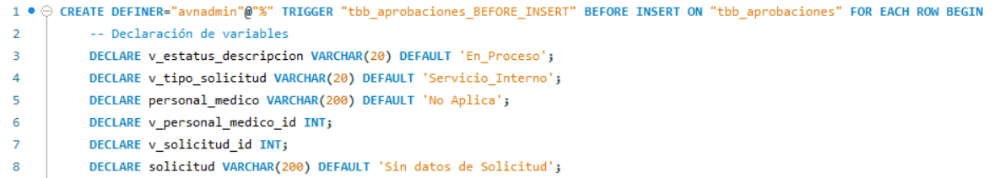 1 CREATE DEFINER="avnadmin"@"%" TRIGGER "tbb_aprobaciones_BEFORE_INSERT" BEFORE INSERT ON "tbb_aprobaciones" FOR EACH ROW BEGIN
2 -- Declaración de variables
3 DECLARE v_estatus_descripcion VARCHAR(20) DEFAULT 'En_Proceso';
4 DECLARE v_tipo_solicitud VARCHAR(20) DEFAULT 'Servicio_Interno';
5 DECLARE personal_medico VARCHAR(200) DEFAULT 'No Aplica';
6 DECLARE v_personal_medico_id INT;
7 DECLARE v_solicitud_id INT;
8 DECLARE solicitud VARCHAR(200) DEFAULT 'Sin datos de Solicitud';